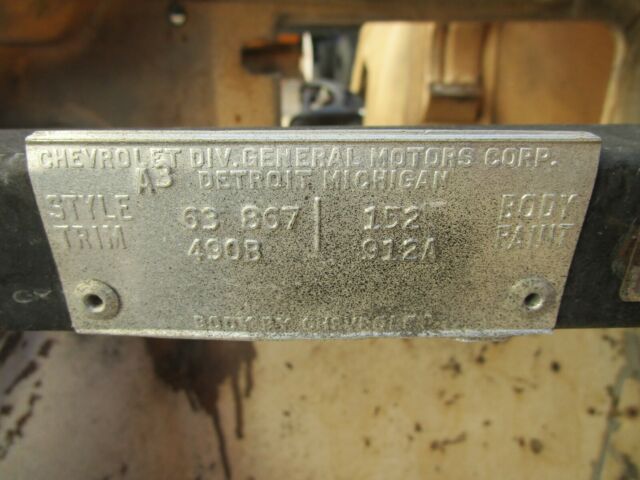 CHEVROLET DIV. GENERAL MOTORS CORP.
A3 DETROIT MICHIGAN
STYLE 63 867 152 BODY
TRIM 490B 912A PAINT
BODY BY CHEVROLET